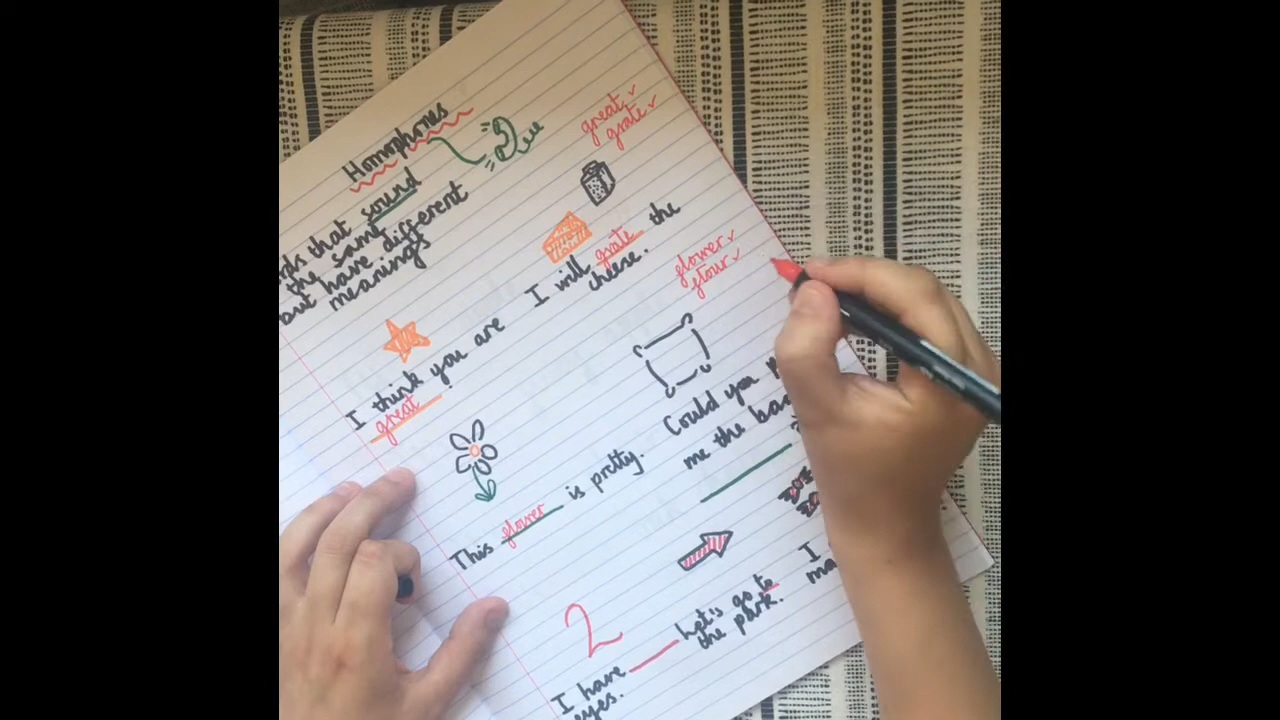 Homophones
that sound
the same
but have different
meanings
great ✓
grate ✓
I will grate the
cheese.
I think you are
great.
flower ✓
flour ✓
This flower is pretty.
Could you
me the
let's go to
the park.
2
I have
eyes.
I